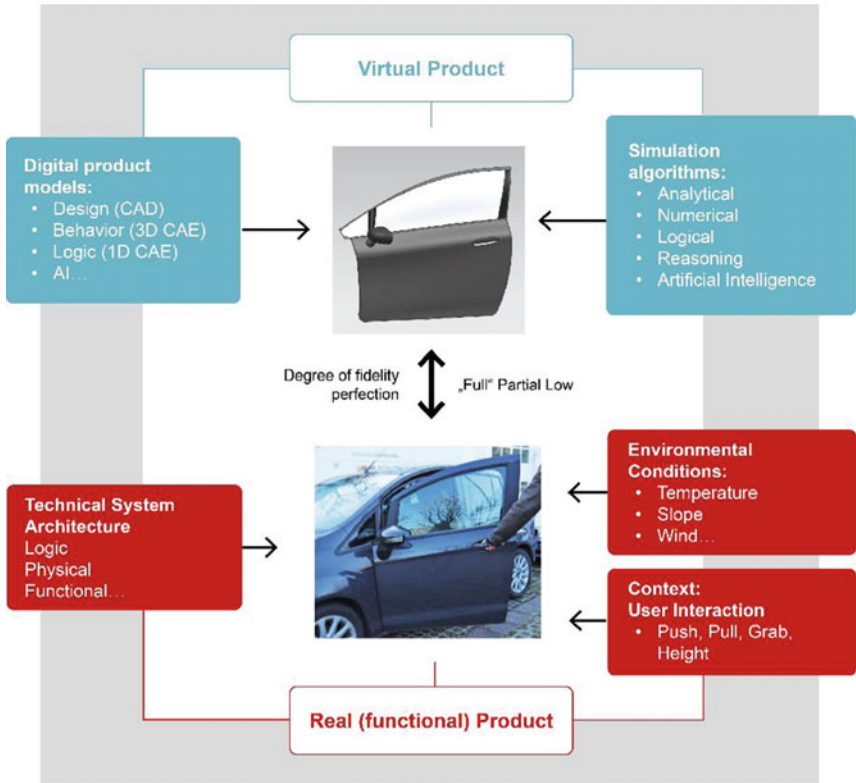 Virtual Product
Digital product
models:
• Design (CAD)
• Behavior (3D CAE)
• Logic (1D CAE)
• AI…
Simulation
algorithms:
• Analytical
• Numerical
• Logical
• Reasoning
• Artificial Intelligence
Degree of fidelity
perfection
„Full“ Partial Low
Technical System
Architecture
Logic
Physical
Functional…
Environmental
Conditions:
• Temperature
• Slope
• Wind…
Context:
User Interaction
• Push, Pull, Grab,
Height
Real (functional) Product